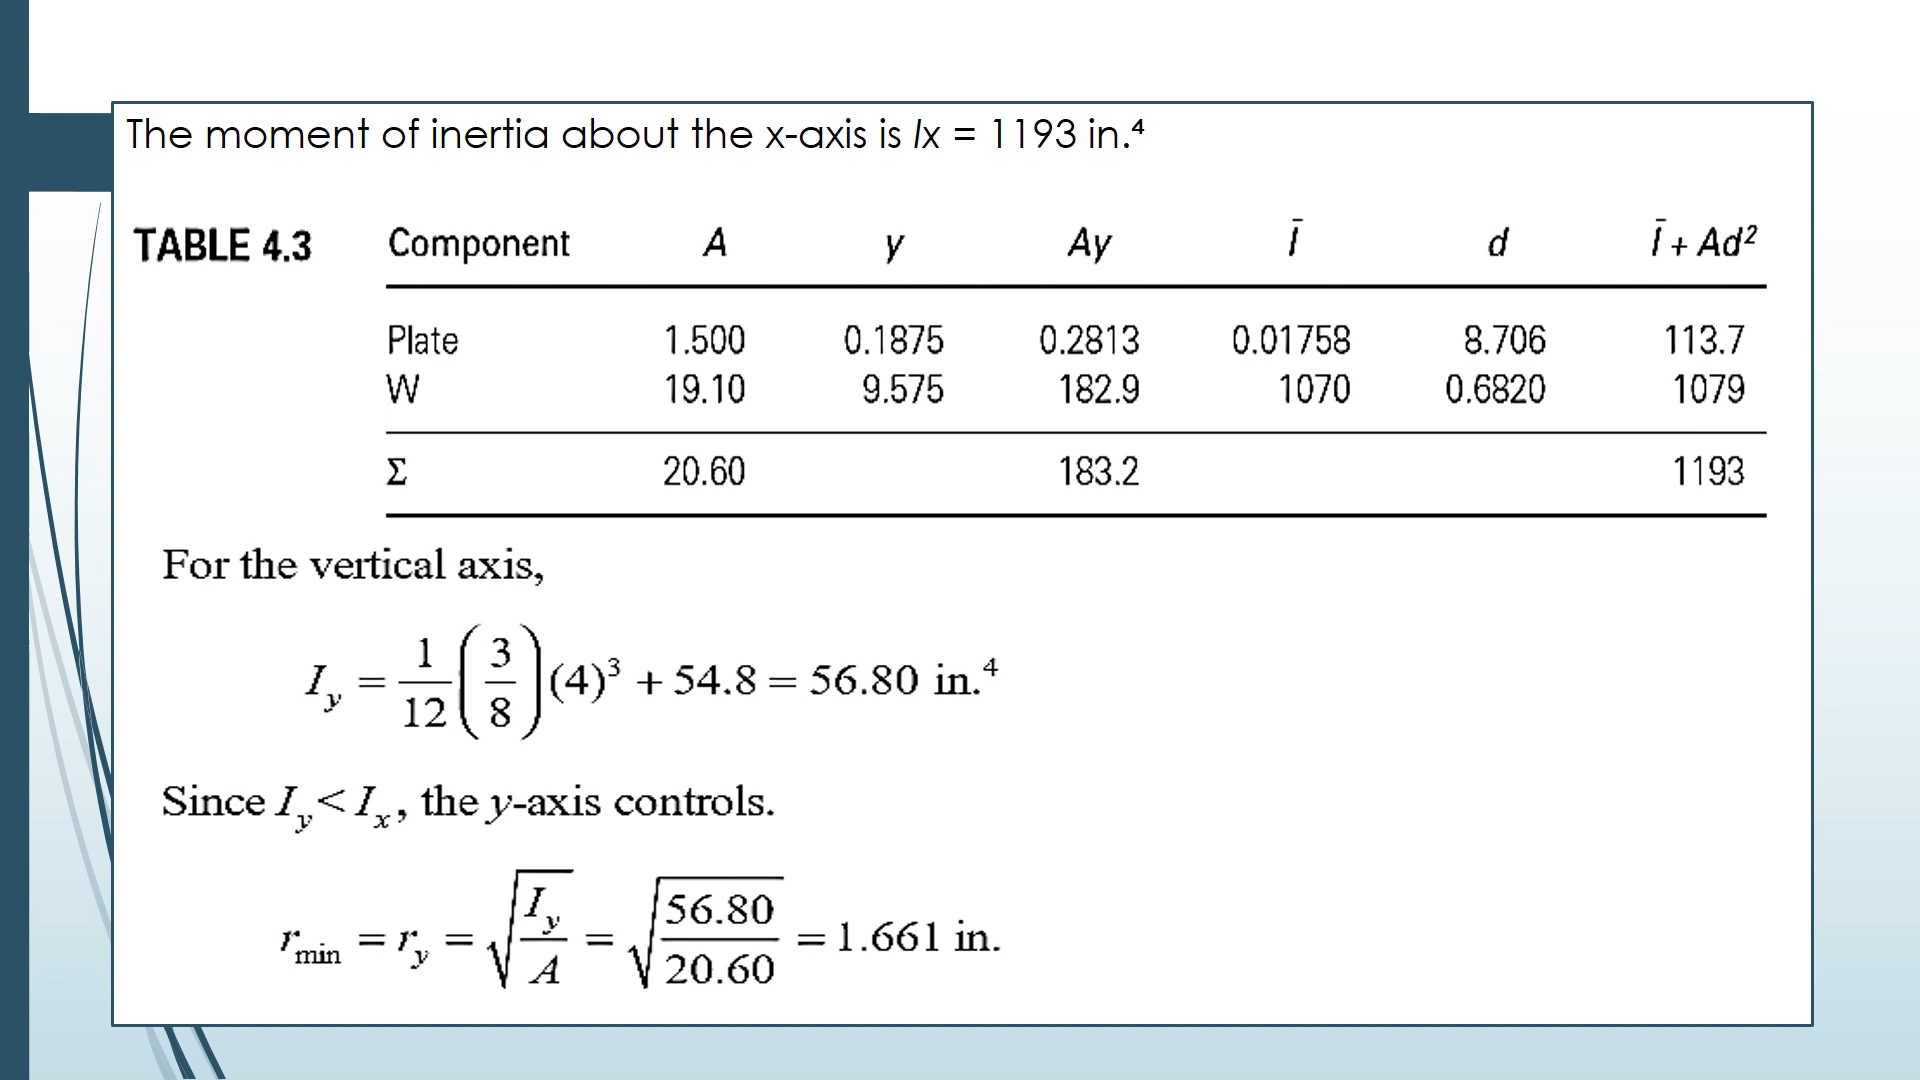 The moment of inertia about the x-axis is Ix = 1193 in.⁴
TABLE 4.3 Component A y Ay Ī d Ī + Ad²
Plate 1.500 0.1875 0.2813 0.01758 8.706 113.7
W 19.10 9.575 182.9 1070 0.6820 1079
Σ 20.60 183.2 1193
For the vertical axis,
I_y = 1/12 (3/8)(4)³ + 54.8 = 56.80 in.⁴
Since I_y < I_x, the y-axis controls.
r_min = r_y = √(I_y/A) = √(56.80/20.60) = 1.661 in.